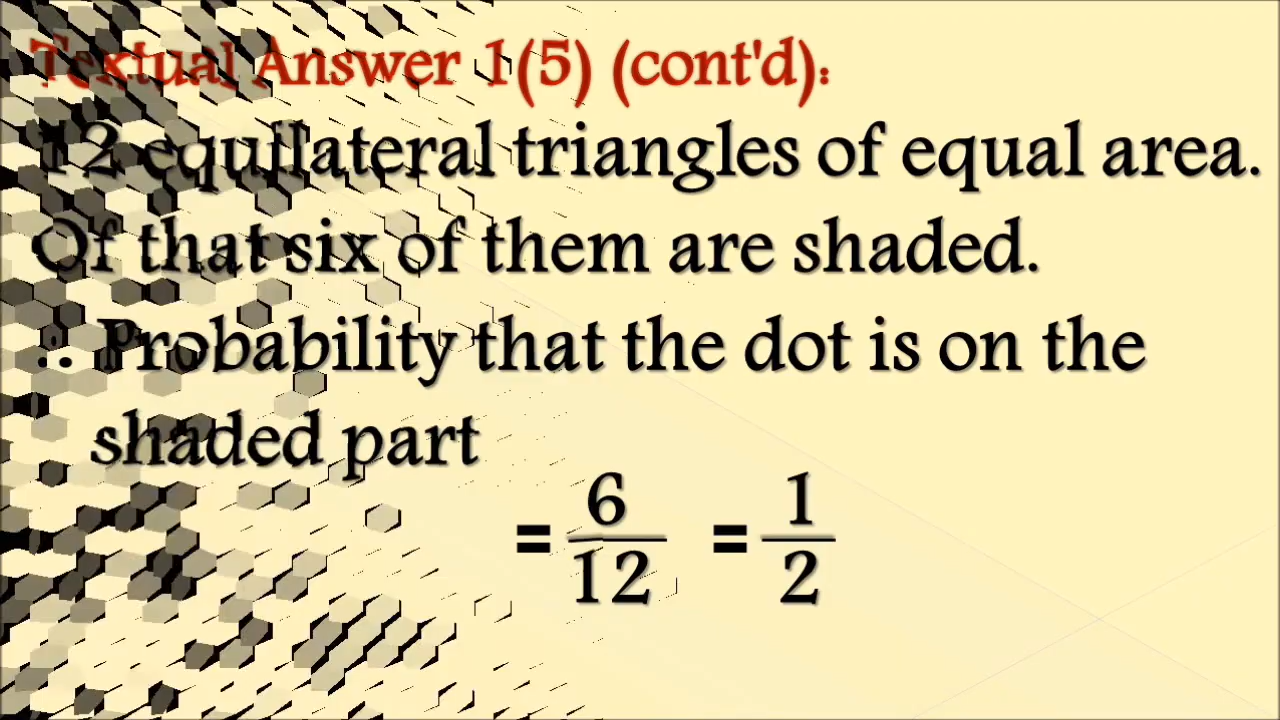 Textual Answer 1(5) (cont'd):
12 equilateral triangles of equal area.
Of that six of them are shaded.
∴ Probability that the dot is on the
shaded part
= 6/12 = 1/2